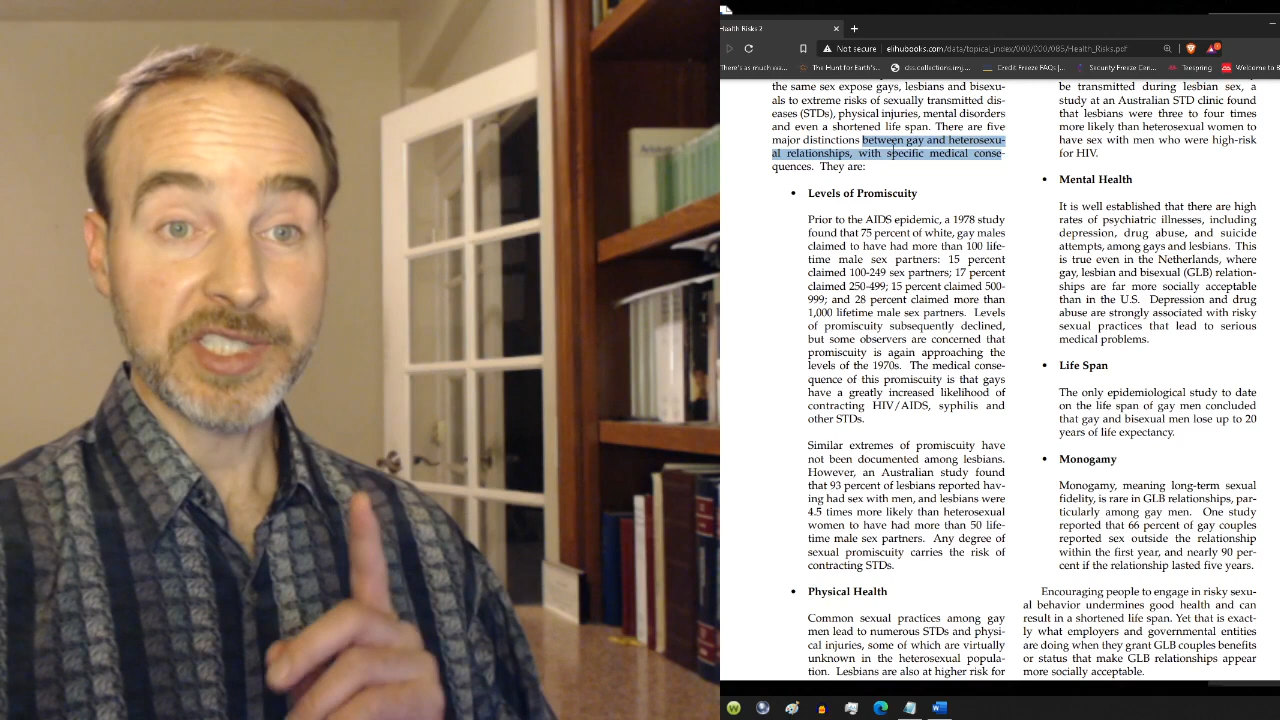 Health Risks 2
Not secure
eiihubooks.com/data/topical_index/000/000/085/Health_Risks.pdf
There's as much wa...
The Hunt for Earth's...
dss.collections.img...
Credit Freeze FAQs |...
Security Freeze Cen...
Teespring
Welcome to B
the same sex expose gays, lesbians and bisexu-
als to extreme risks of sexually transmitted dis-
eases (STDs), physical injuries, mental disorders
and even a shortened life span. There are five
major distinctions between gay and heterosexu-
al relationships, with specific medical conse-
quences. They are:
• Levels of Promiscuity
Prior to the AIDS epidemic, a 1978 study
found that 75 percent of white, gay males
claimed to have had more than 100 life-
time male sex partners: 15 percent
claimed 100-249 sex partners; 17 percent
claimed 250-499; 15 percent claimed 500-
999; and 28 percent claimed more than
1,000 lifetime male sex partners. Levels
of promiscuity subsequently declined,
but some observers are concerned that
promiscuity is again approaching the
levels of the 1970s. The medical conse-
quence of this promiscuity is that gays
have a greatly increased likelihood of
contracting HIV/AIDS, syphilis and
other STDs.
Similar extremes of promiscuity have
not been documented among lesbians.
However, an Australian study found
that 93 percent of lesbians reported hav-
ing had sex with men, and lesbians were
4.5 times more likely than heterosexual
women to have had more than 50 life-
time male sex partners. Any degree of
sexual promiscuity carries the risk of
contracting STDs.
• Physical Health
Common sexual practices among gay
men lead to numerous STDs and physi-
cal injuries, some of which are virtually
unknown in the heterosexual popula-
tion. Lesbians are also at higher risk for
be transmitted during lesbian sex, a
study at an Australian STD clinic found
that lesbians were three to four times
more likely than heterosexual women to
have sex with men who were high-risk
for HIV.
• Mental Health
It is well established that there are high
rates of psychiatric illnesses, including
depression, drug abuse, and suicide
attempts, among gays and lesbians. This
is true even in the Netherlands, where
gay, lesbian and bisexual (GLB) relation-
ships are far more socially acceptable
than in the U.S. Depression and drug
abuse are strongly associated with risky
sexual practices that lead to serious
medical problems.
• Life Span
The only epidemiological study to date
on the life span of gay men concluded
that gay and bisexual men lose up to 20
years of life expectancy.
• Monogamy
Monogamy, meaning long-term sexual
fidelity, is rare in GLB relationships, par-
ticularly among gay men. One study
reported that 66 percent of gay couples
reported sex outside the relationship
within the first year, and nearly 90 per-
cent if the relationship lasted five years.
Encouraging people to engage in risky sexu-
al behavior undermines good health and can
result in a shortened life span. Yet that is exact-
ly what employers and governmental entities
are doing when they grant GLB couples benefits
or status that make GLB relationships appear
more socially acceptable.